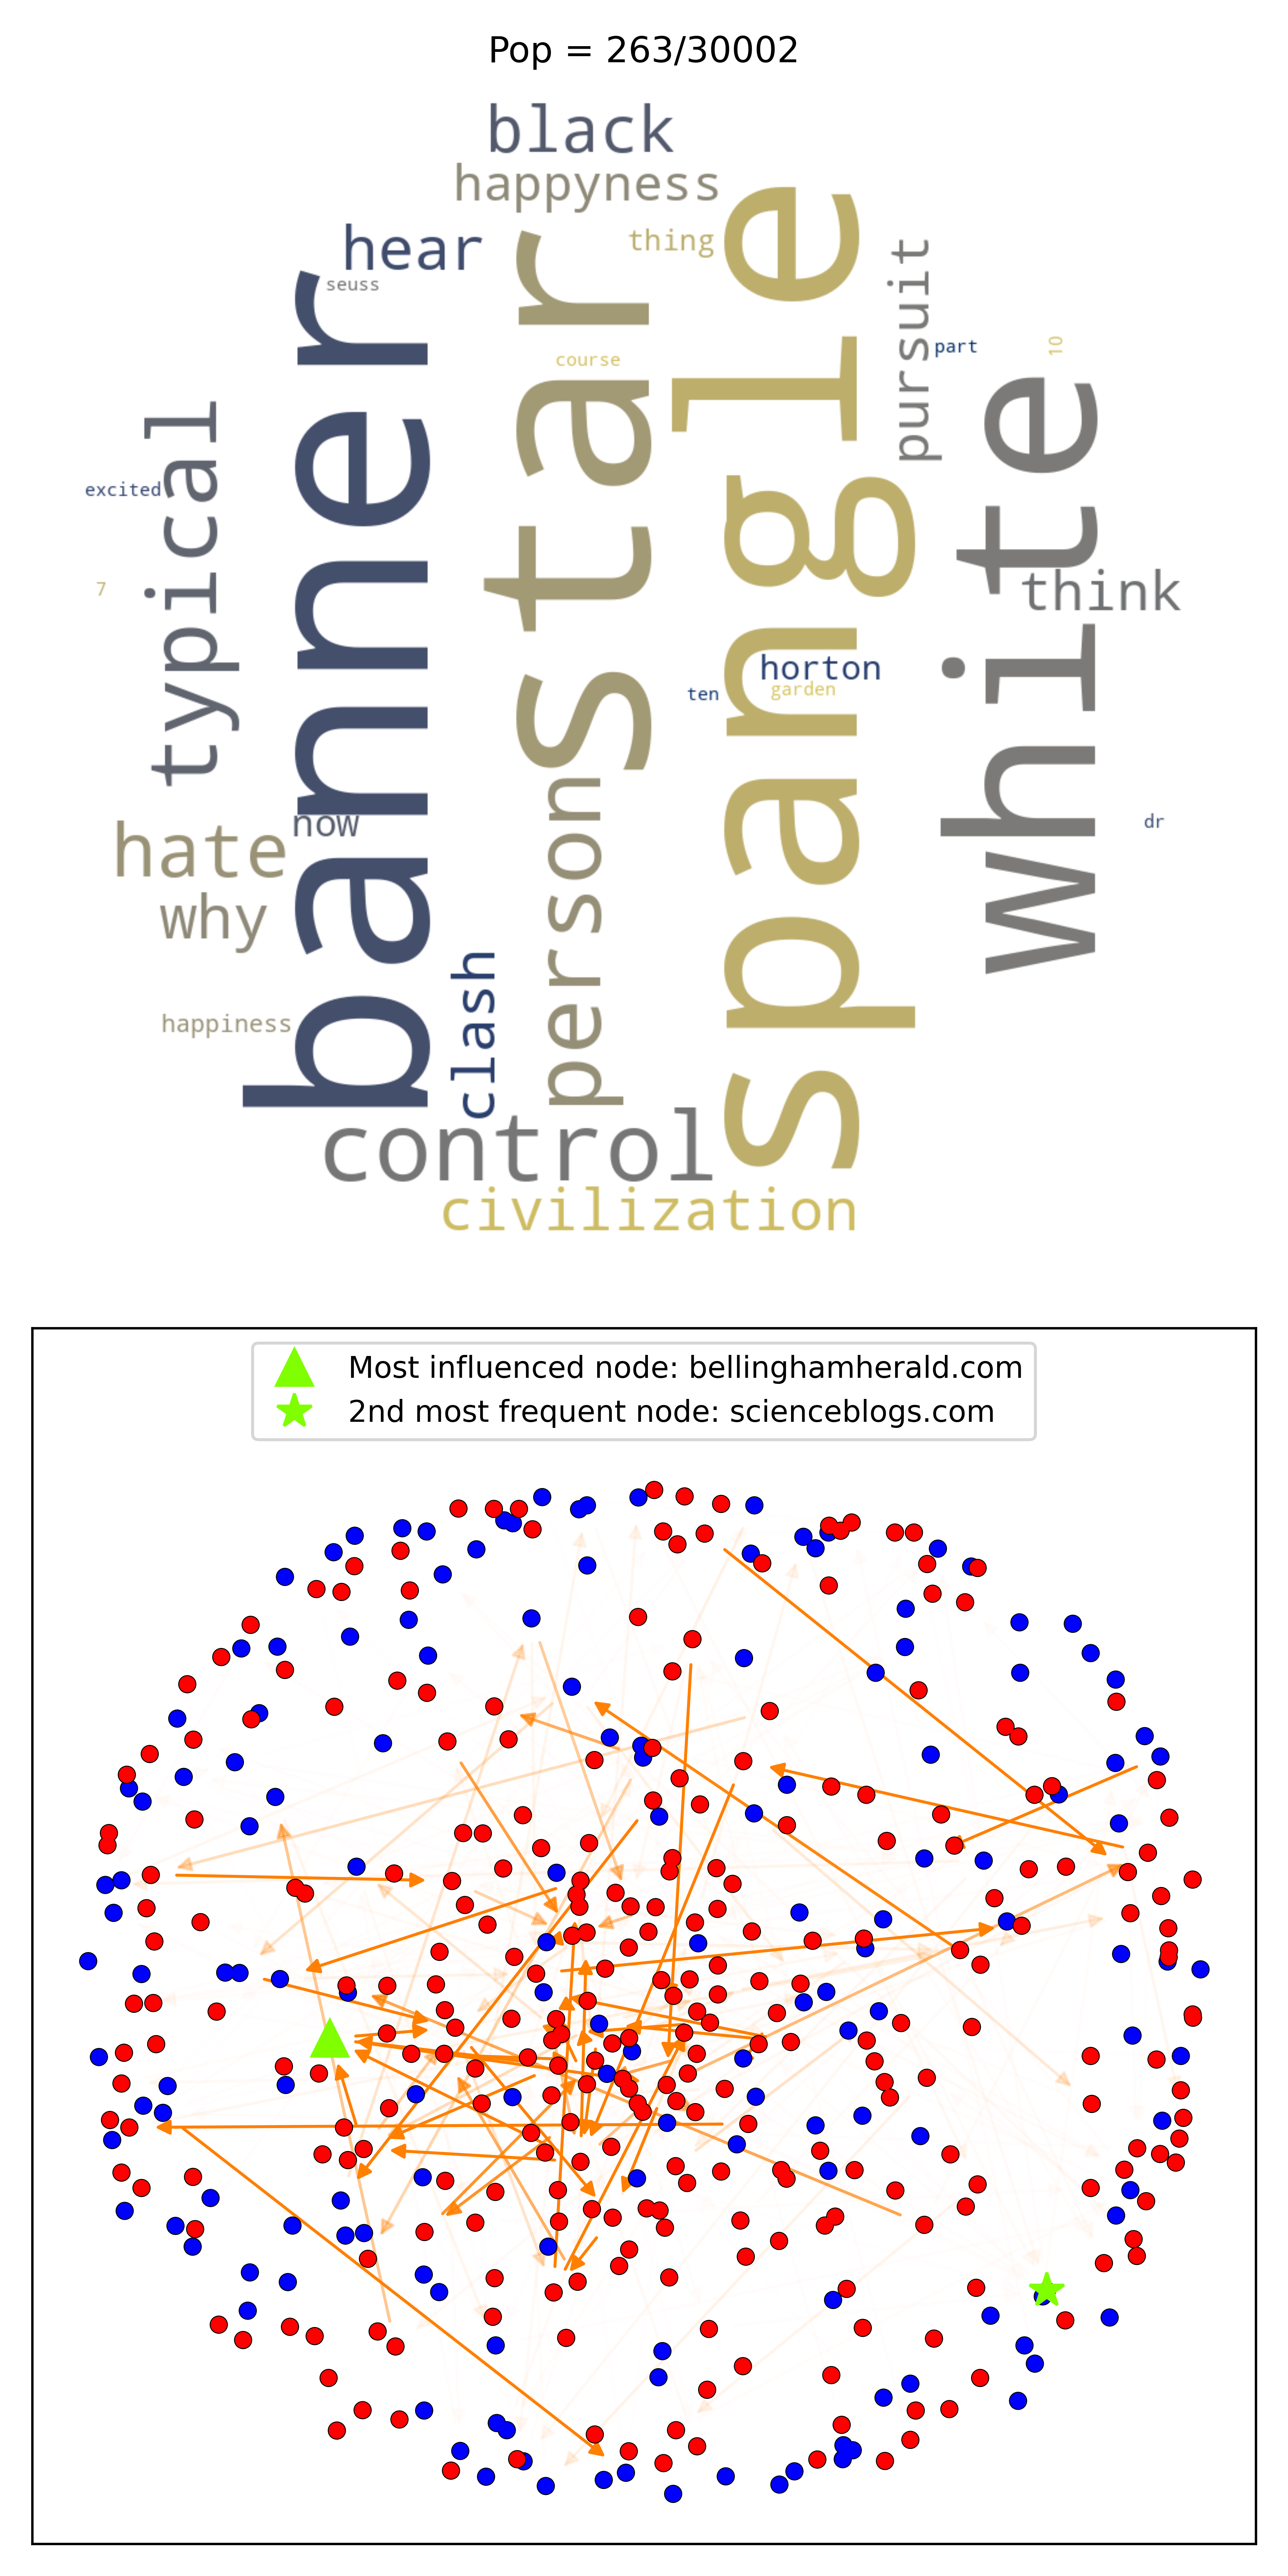 Pop = 263/30002
black
happyness
hear
thing
seuss
banner
star
spangle
pursuit
part
10
course
white
typical
excited
7
think
horton
ten
garden
person
now
dr
hate
why
clash
happiness
control
civilization
Most influenced node: bellinghamherald.com
2nd most frequent node: scienceblogs.com